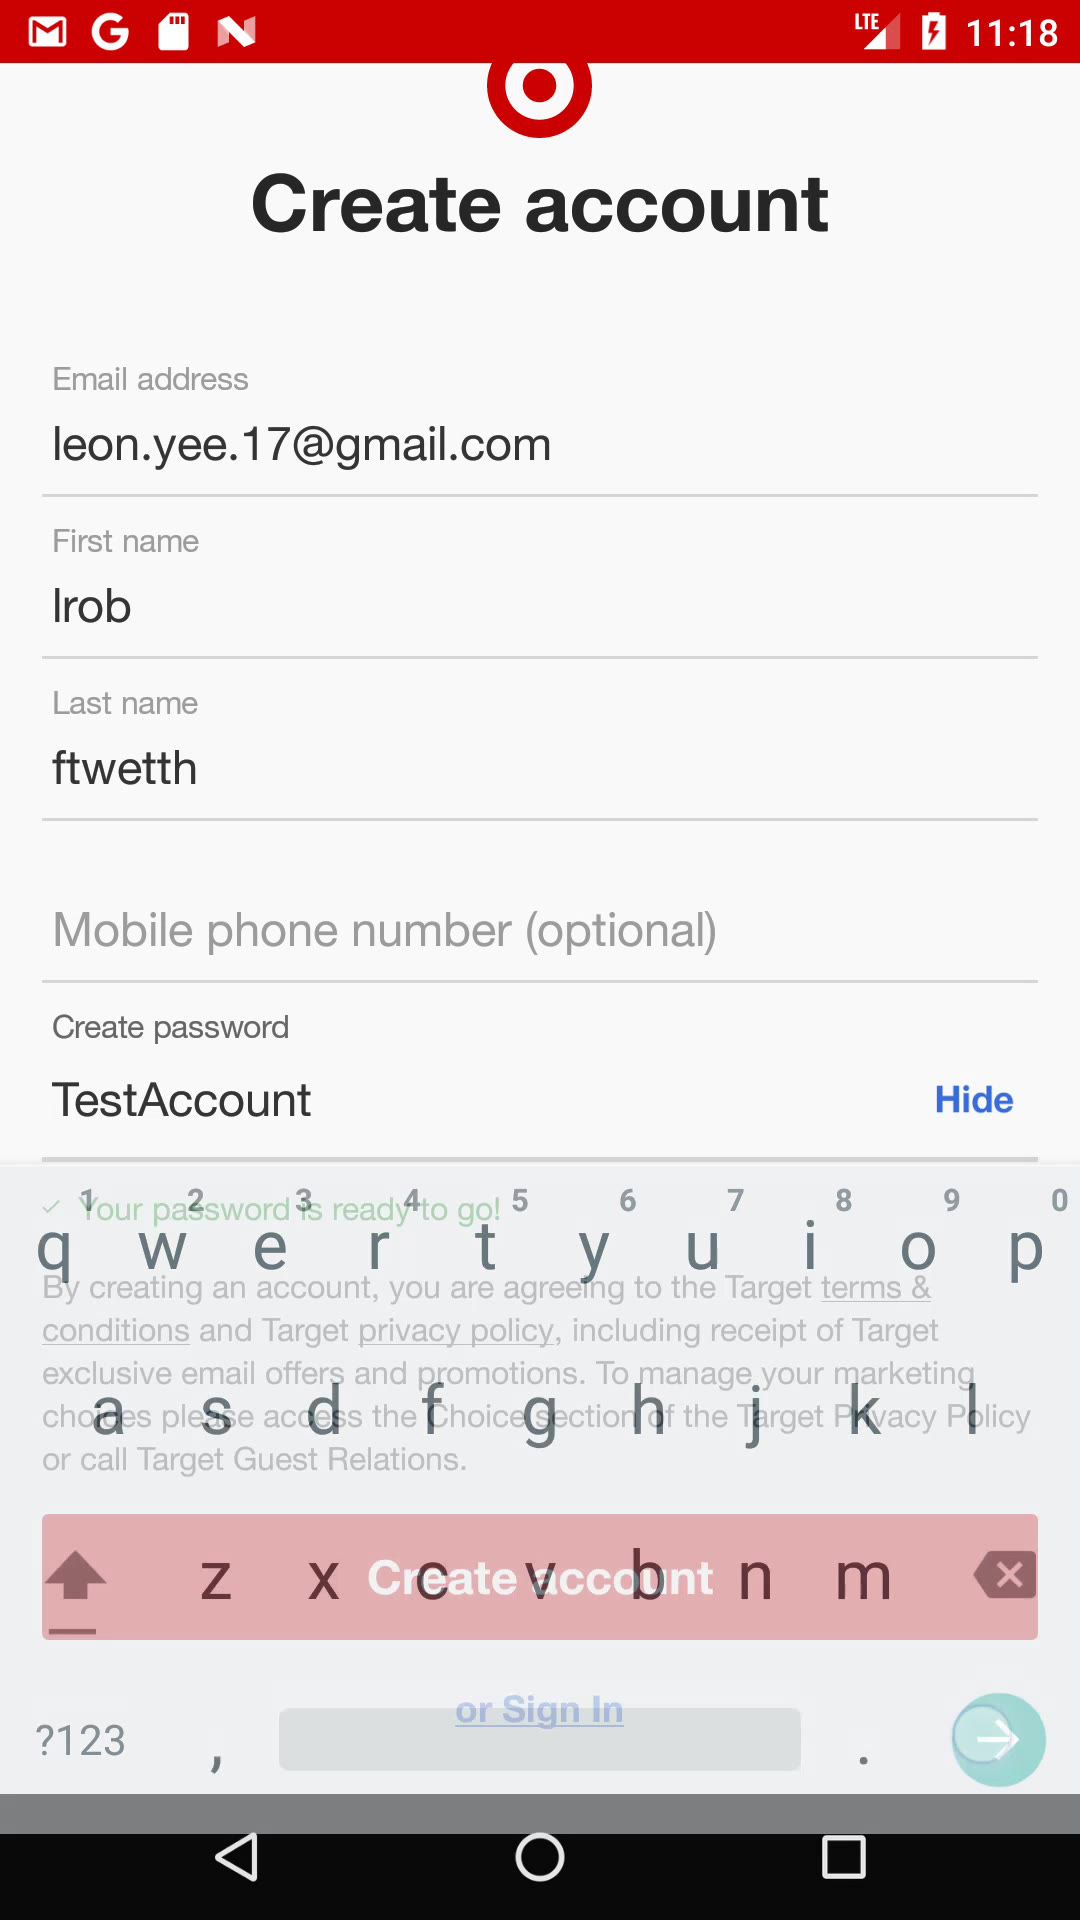 LTE 11:18
Create account
Email address
leon.yee.17@gmail.com
First name
lrob
Last name
ftwetth
Mobile phone number (optional)
Create password
TestAccount Hide
✓ Your password is ready to go!
1 2 3 4 5 6 7 8 9 0
q w e r t y u i o p
By creating an account, you are agreeing to the Target terms &
conditions and Target privacy policy, including receipt of Target
exclusive email offers and promotions. To manage your marketing
choices please access the Choice section of the Target Privacy Policy
or call Target Guest Relations.
a s d f g h j k l
Create account
z x c v b n m
or Sign In
?123 , .